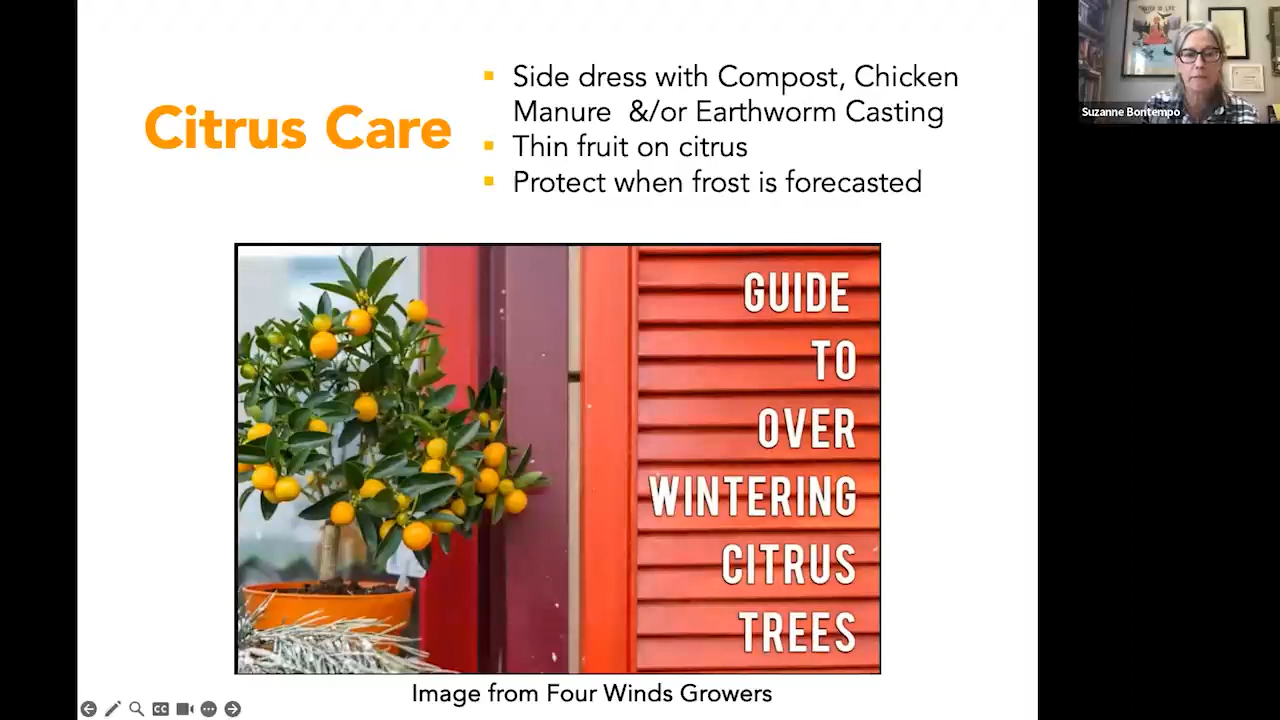 Citrus Care
Side dress with Compost, Chicken
Manure &/or Earthworm Casting
Thin fruit on citrus
Protect when frost is forecasted
GUIDE
TO
OVER
WINTERING
CITRUS
TREES
Image from Four Winds Growers
Suzanne Bontempo
CC